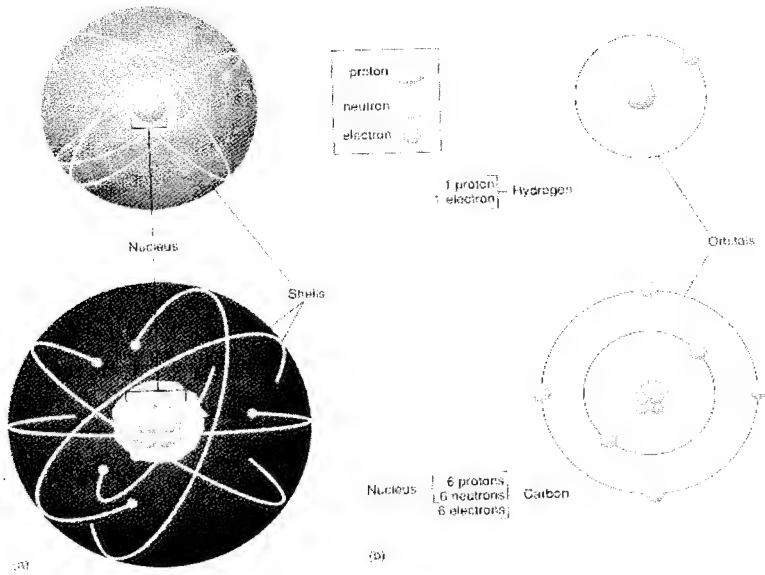 proton
neutron
electron
1 proton
1 electron
Hydrogen
Nucleus
Orbitals
Shells
Nucleus
6 protons
6 neutrons
6 electrons
Carbon
(a)
(b)